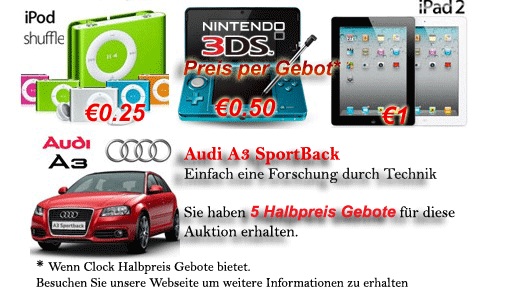 iPod
shuffle
NINTENDO
3DS.
iPad 2
Preis per Gebot*
€0.25
€0.50
€1
Audi
A3
Audi A3 SportBack
Einfach eine Forschung durch Technik
A3 Sportback
Sie haben 5 Halbpreis Gebote für diese
Auktion erhalten.
* Wenn Clock Halbpreis Gebote bietet.
Besuchen Sie unsere Webseite um weitere Informationen zu erhalten